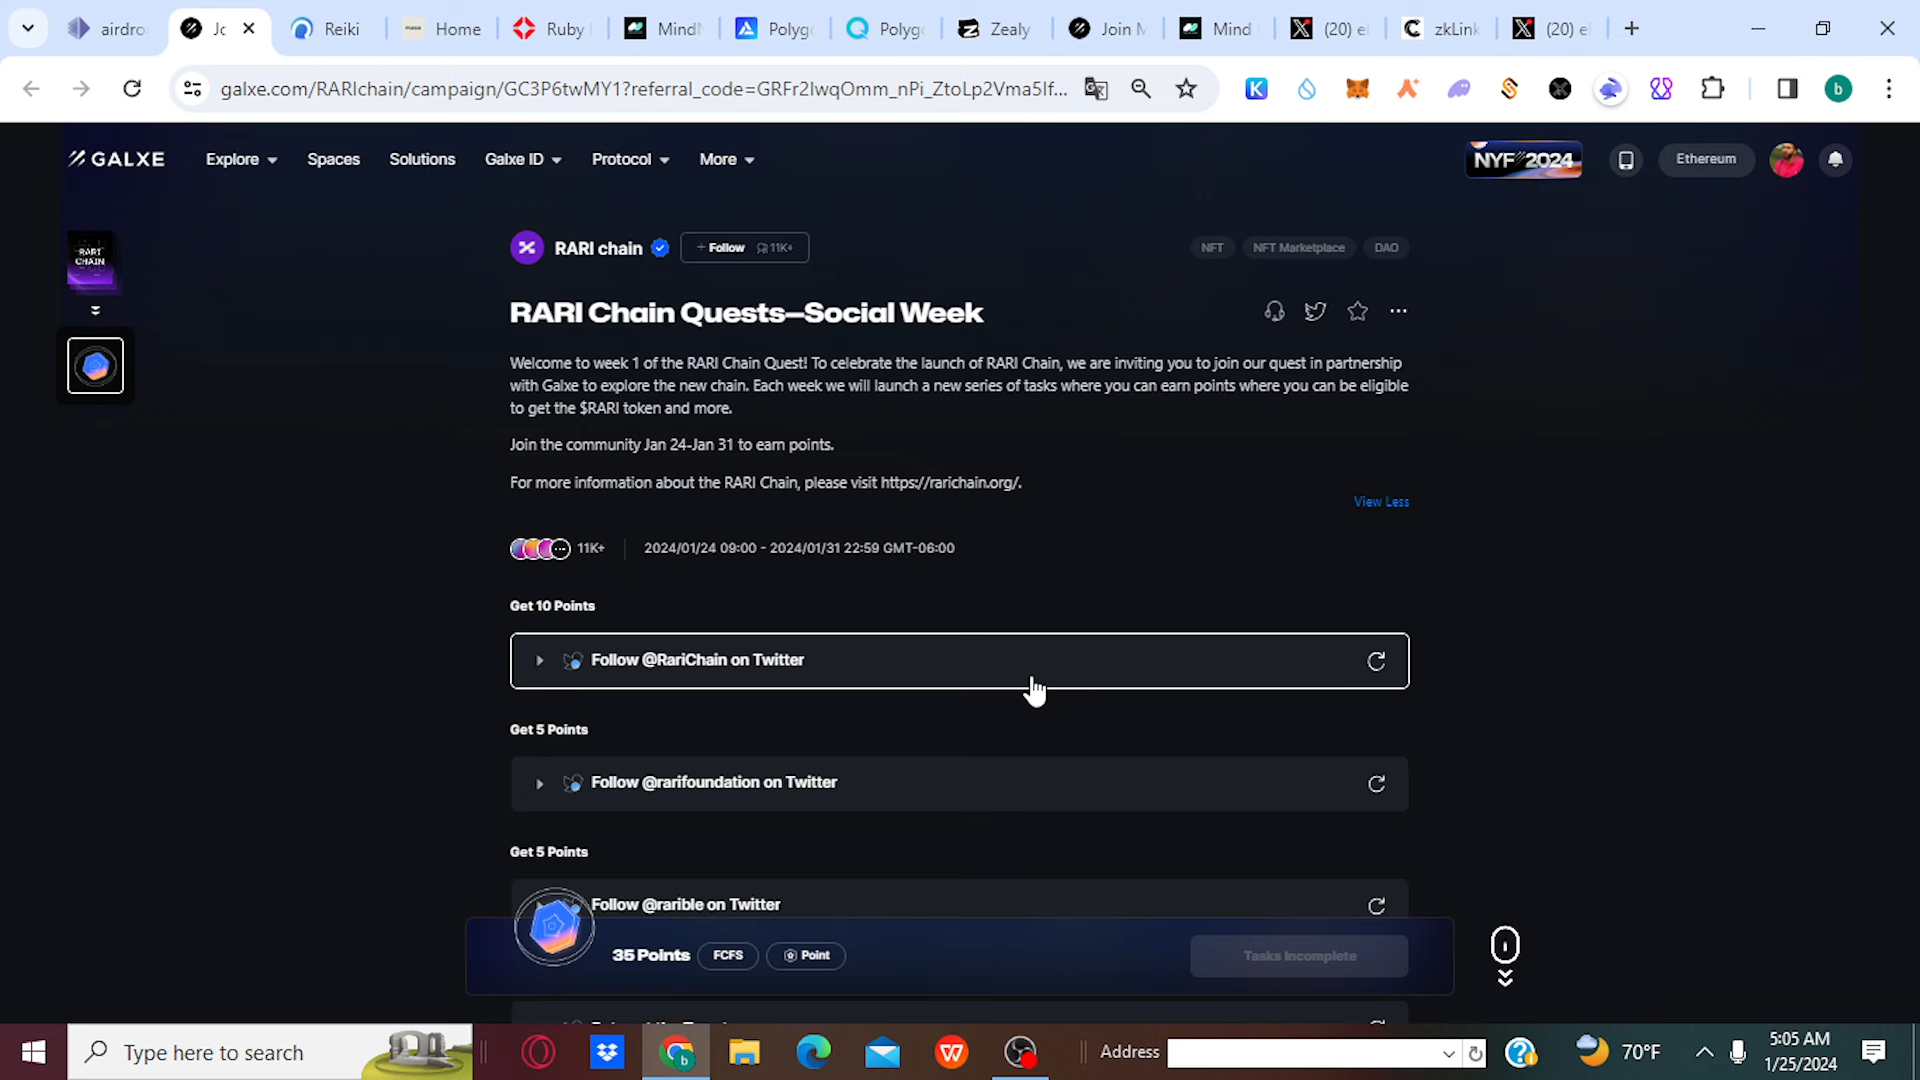 airdro
Jo
Reiki
Home
Ruby
MindN
Polyg
Polyg
Zealy
Join M
Mind
(20) e
zkLink
(20) e
galxe.com/RARIchain/campaign/GC3P6twMY1?referral_code=GRFr2lwqOmm_nPi_ZtoLp2Vma5If...
GALXE
Explore
Spaces
Solutions
Galxe ID
Protocol
More
NYF 2024
Ethereum
RARI CHAIN
RARI chain
+ Follow 11K+
NFT
NFT Marketplace
DAO
RARI Chain Quests—Social Week
Welcome to week 1 of the RARI Chain Quest! To celebrate the launch of RARI Chain, we are inviting you to join our quest in partnership
with Galxe to explore the new chain. Each week we will launch a new series of tasks where you can earn points where you can be eligible
to get the $RARI token and more.
Join the community Jan 24-Jan 31 to earn points.
For more information about the RARI Chain, please visit https://rarichain.org/.
View Less
11K+
2024/01/24 09:00 - 2024/01/31 22:59 GMT-06:00
Get 10 Points
Follow @RariChain on Twitter
Get 5 Points
Follow @rarifoundation on Twitter
Get 5 Points
Follow @rarible on Twitter
35 Points
FCFS
Point
Tasks Incomplete
Type here to search
Address
70°F
5:05 AM
1/25/2024